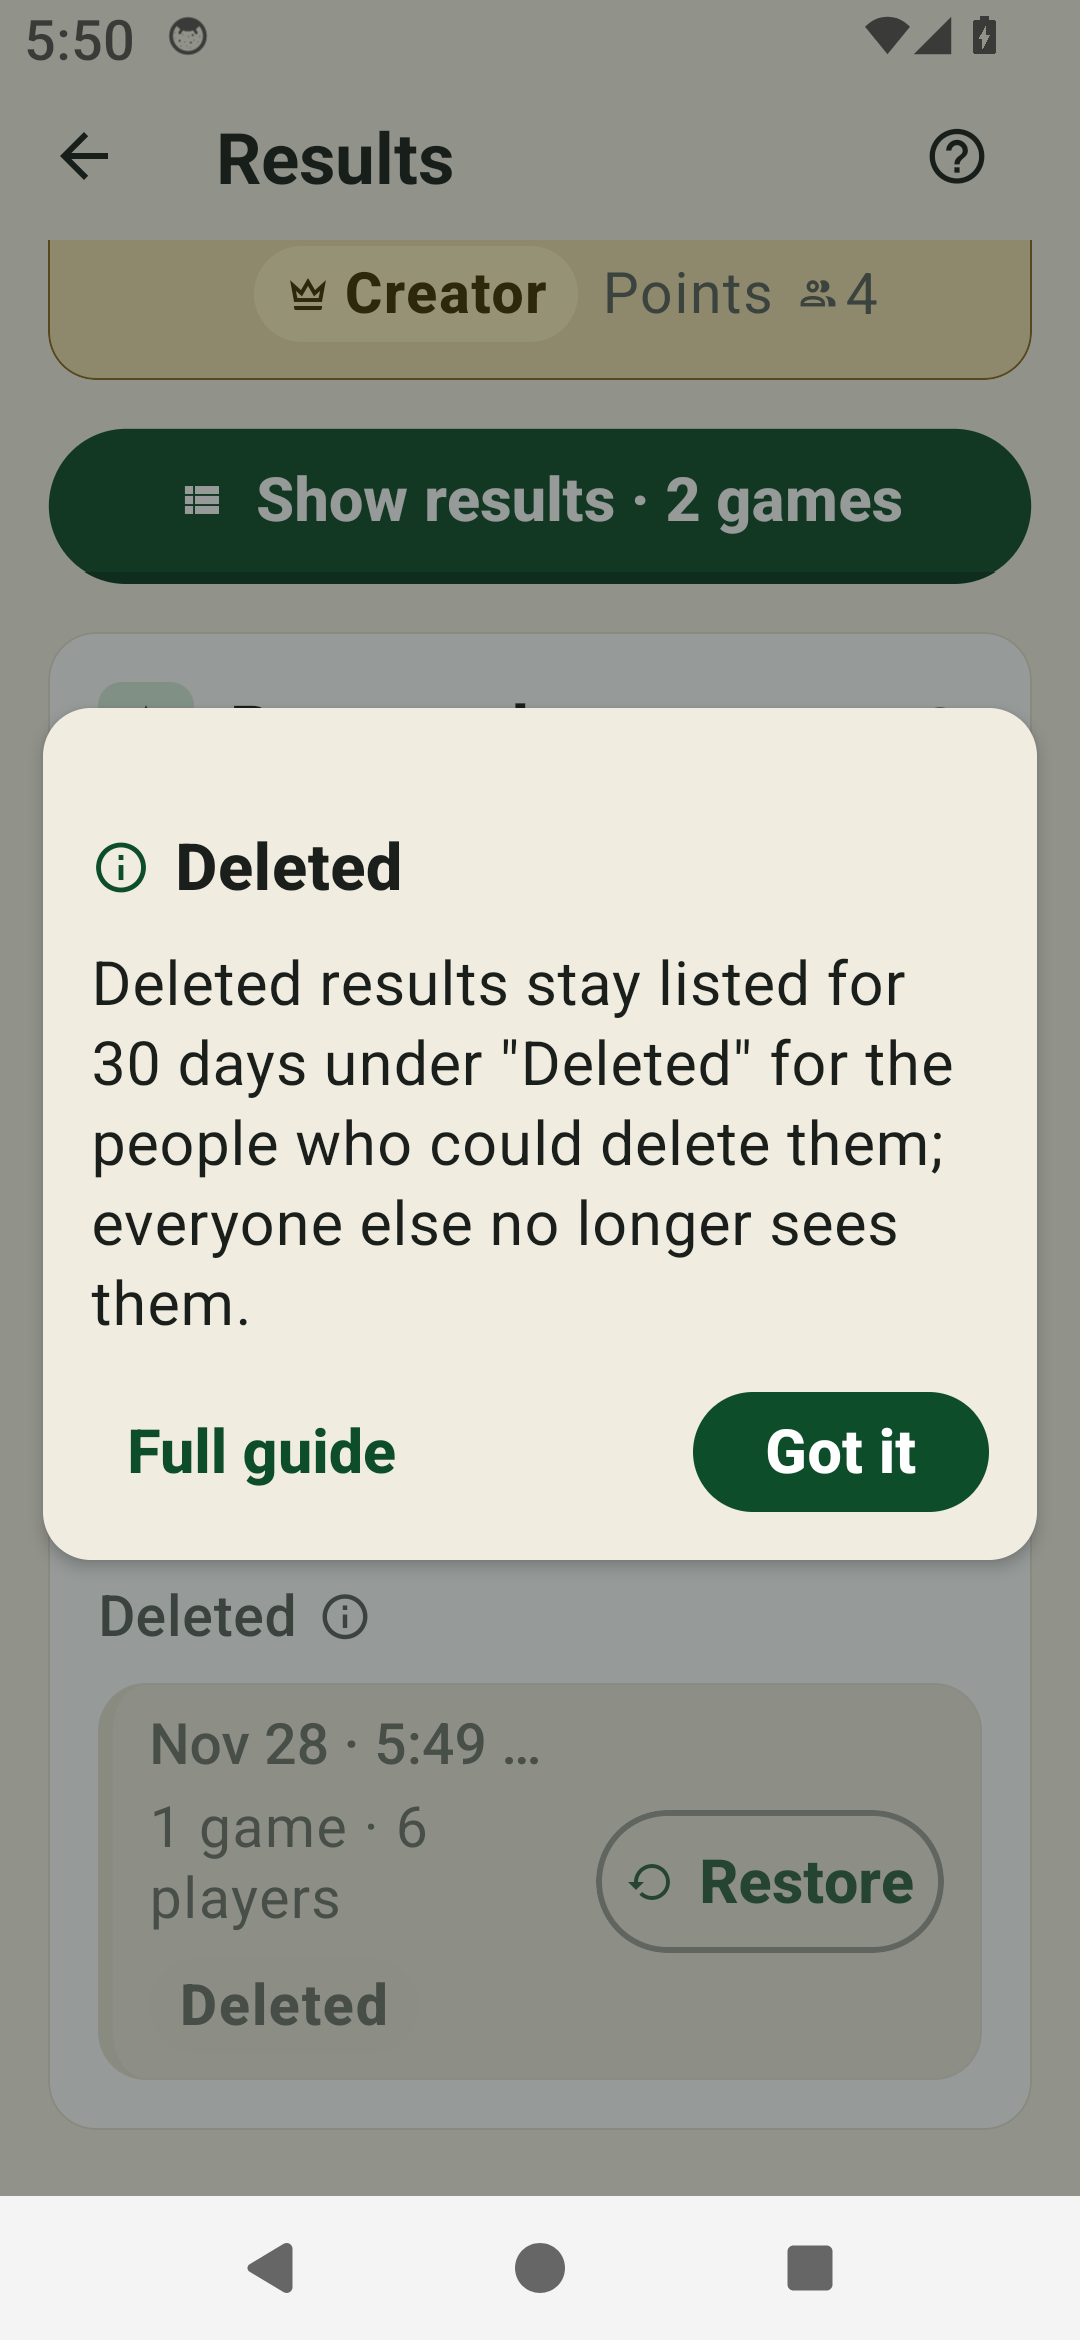 5:50
Results
Creator Points 4
Show results · 2 games
Deleted
Deleted results stay listed for
30 days under "Deleted" for the
people who could delete them;
everyone else no longer sees
them.
Full guide Got it
Deleted
Nov 28 · 5:49 …
1 game · 6
players
Restore
Deleted